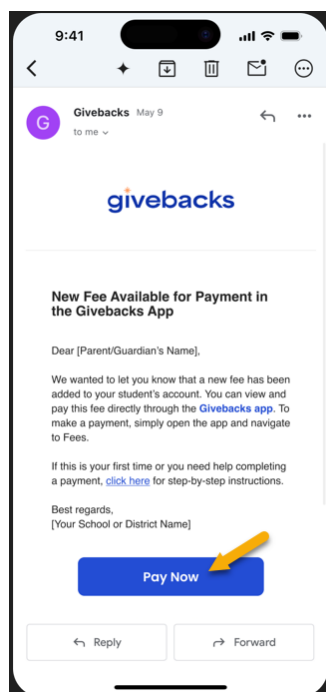 9:41
Givebacks May 9
G
to me
givebacks
New Fee Available for Payment in
the Givebacks App
Dear [Parent/Guardian's Name],
We wanted to let you know that a new fee has been
added to your student's account. You can view and
pay this fee directly through the Givebacks app. To
make a payment, simply open the app and navigate
to Fees.
If this is your first time or you need help completing
a payment, click here for step-by-step instructions.
Best regards,
[Your School or District Name]
Pay Now
Reply
Forward